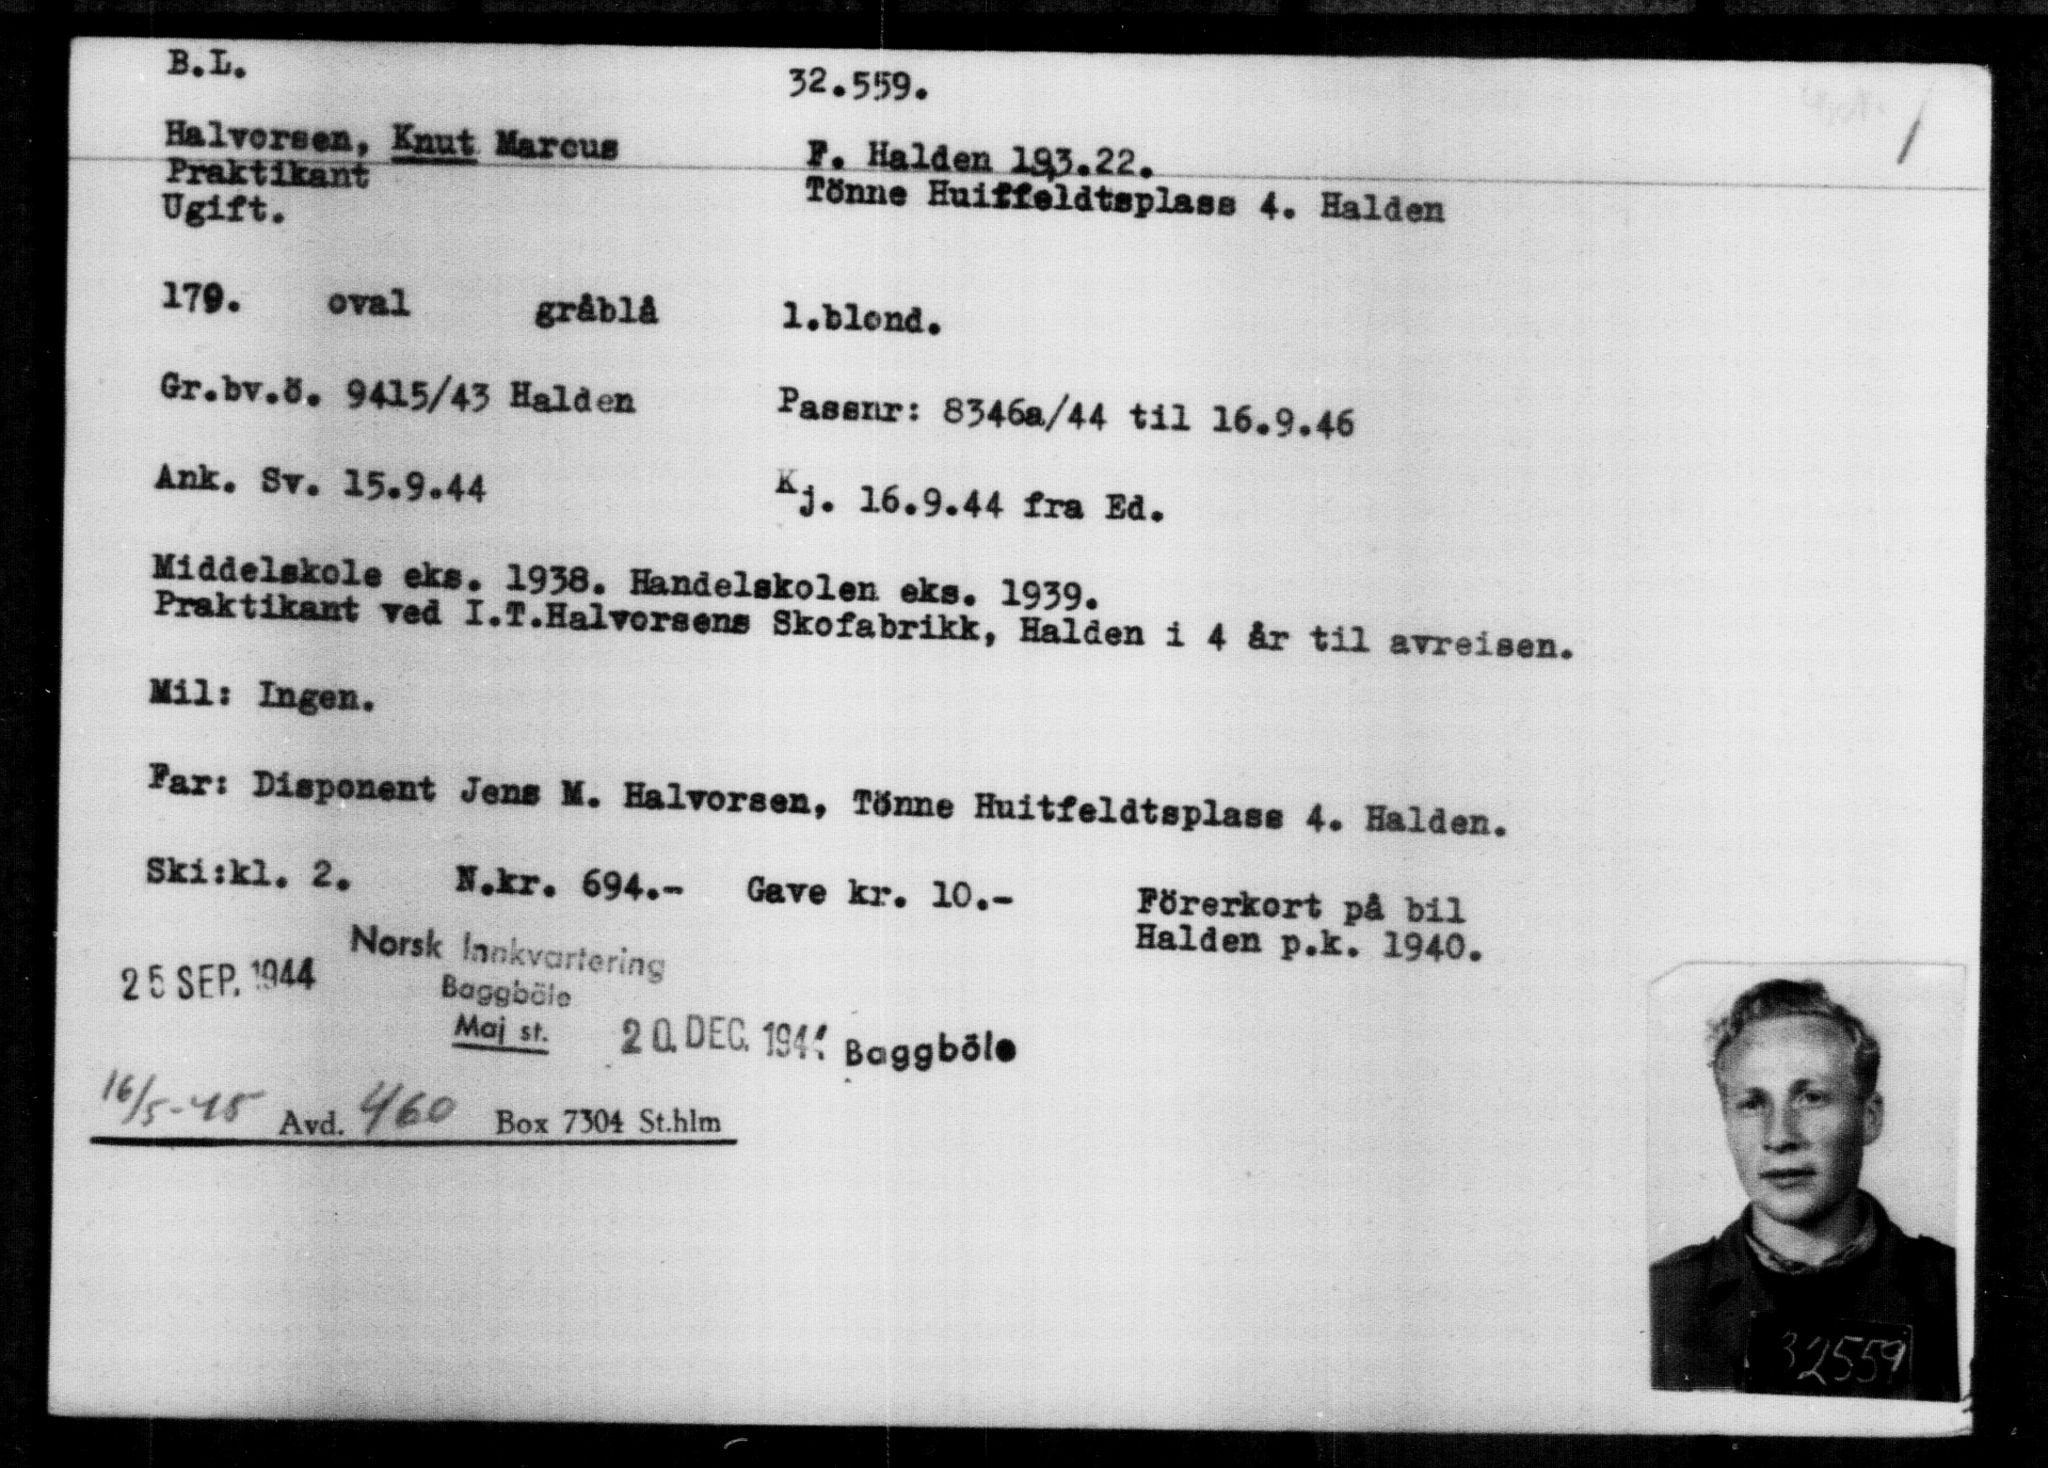 B.L.
32.559.
Halvorsen, Knut Marcus
F. Halden 19.3.22.
Praktikant
Tönne Huitfeldtsplass 4. Halden
Ugift.
179. oval gråblå l.blond.
Gr.bv.ö. 9415/43 Halden
Passnr: 8346a/44 til 16.9.46
Ank. Sv. 15.9.44
Kj. 16.9.44 fra Ed.
Middelskole eks. 1938. Handelskolen eks. 1939.
Praktikant ved I.T.Halvorsens Skofabrikk, Halden i 4 år til avreisen.
Mil: Ingen.
Far: Disponent Jens M. Halvorsen, Tönne Huitfeldtsplass 4. Halden.
Ski:kl. 2. N.kr. 694.- Gave kr. 10.-
Förerkort på bil
Halden p.k. 1940.
Norsk Innkvartering
25 SEP. 1944
Baggböle
Maj st.
20. DEC. 1944 Baggböle
16/5-45 Avd. 460 Box 7304 St.hlm
32559